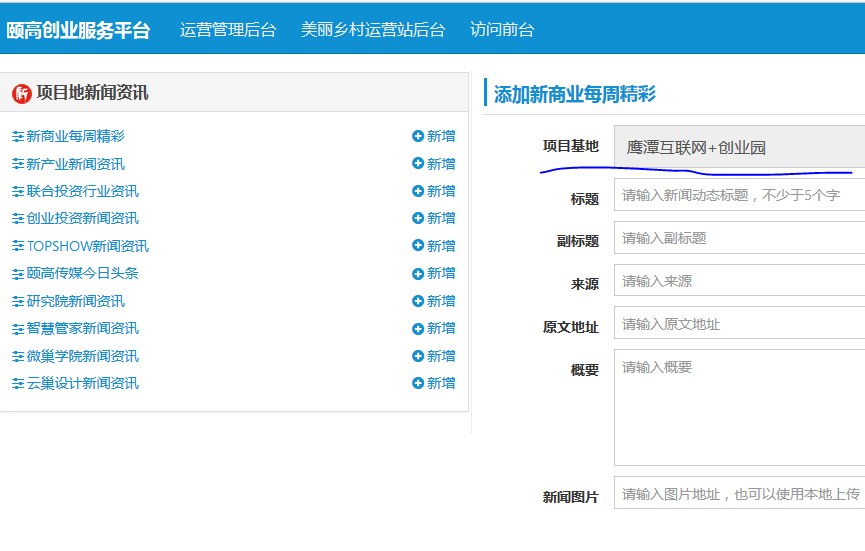 颐高创业服务平台 运营管理后台 美丽乡村运营站后台 访问前台
新 项目地新闻资讯
新商业每周精彩 新增
新产业新闻资讯 新增
联合投资行业资讯 新增
创业投资新闻资讯 新增
TOPSHOW新闻资讯 新增
颐高传媒今日头条 新增
研究院新闻资讯 新增
智慧管家新闻资讯 新增
微巢学院新闻资讯 新增
云巢设计新闻资讯 新增
添加新商业每周精彩
项目基地 鹰潭互联网+创业园
标题 请输入新闻动态标题，不少于5个字
副标题 请输入副标题
来源 请输入来源
原文地址 请输入原文地址
概要 请输入概要
新闻图片 请输入图片地址，也可以使用本地上传